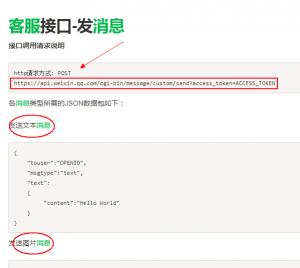 客服接口-发消息
接口调用请求说明
http请求方式: POST
https://api.weixin.qq.com/cgi-bin/message/custom/send?access_token=ACCESS_TOKEN
各消息类型所需的JSON数据包如下：
发送文本消息
{
"touser":"OPENID",
"msgtype":"text",
"text":
{
"content":"Hello World"
}
}
发送图片消息
{